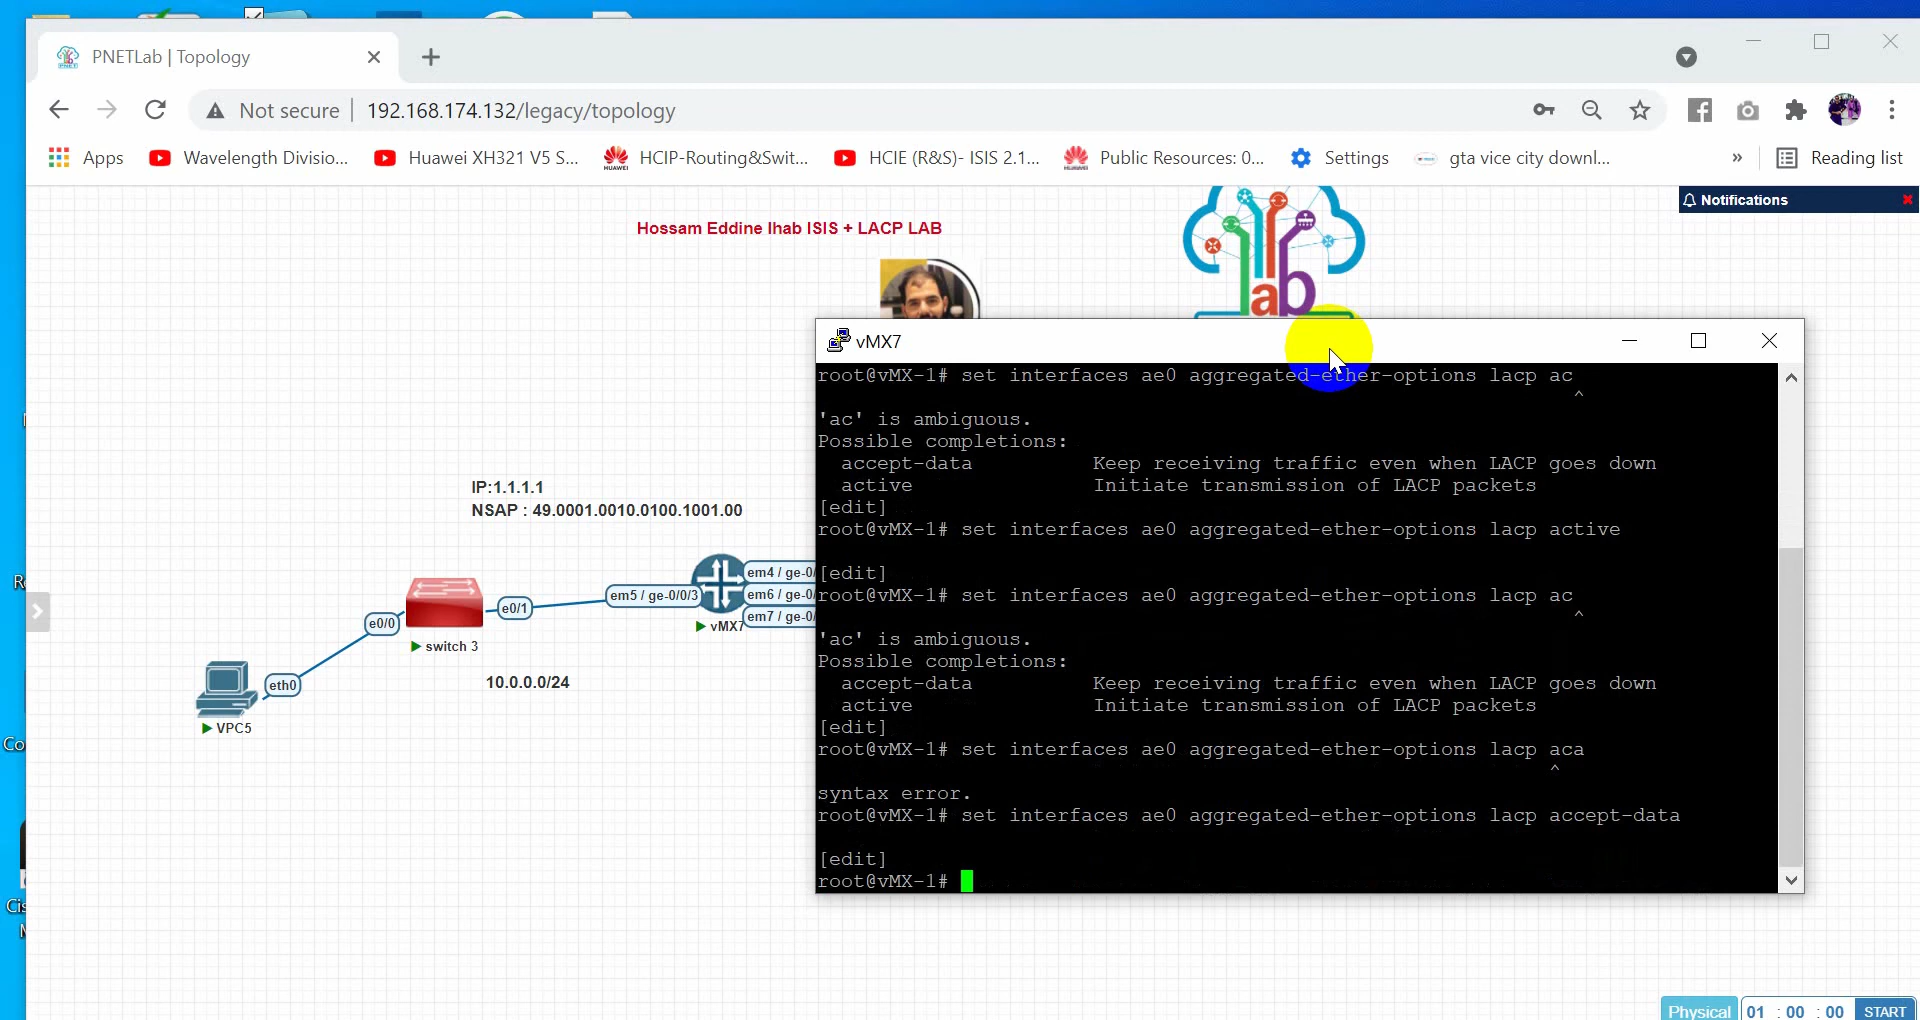 PNETLab | Topology
Not secure | 192.168.174.132/legacy/topology
Apps
Wavelength Divisio...
Huawei XH321 V5 S...
HCIP-Routing&Swit...
HCIE (R&S)- ISIS 2.1...
Public Resources: 0...
Settings
gta vice city downl...
»
Reading list
Notifications
Hossam Eddine Ihab ISIS + LACP LAB
lab
IP:1.1.1.1
NSAP : 49.0001.0010.0100.1001.00
em4 / ge-0/
em5 / ge-0/0/3
em6 / ge-0/
em7 / ge-0/
vMX7
e0/1
e0/0
switch 3
10.0.0.0/24
eth0
VPC5
vMX7
root@vMX-1# set interfaces ae0 aggregated-ether-options lacp ac
^
'ac' is ambiguous.
Possible completions:
accept-data Keep receiving traffic even when LACP goes down
active Initiate transmission of LACP packets
[edit]
root@vMX-1# set interfaces ae0 aggregated-ether-options lacp active
[edit]
root@vMX-1# set interfaces ae0 aggregated-ether-options lacp ac
^
'ac' is ambiguous.
Possible completions:
accept-data Keep receiving traffic even when LACP goes down
active Initiate transmission of LACP packets
[edit]
root@vMX-1# set interfaces ae0 aggregated-ether-options lacp aca
^
syntax error.
root@vMX-1# set interfaces ae0 aggregated-ether-options lacp accept-data
[edit]
root@vMX-1#
Co
Cis
Physical
01 : 00 : 00
START